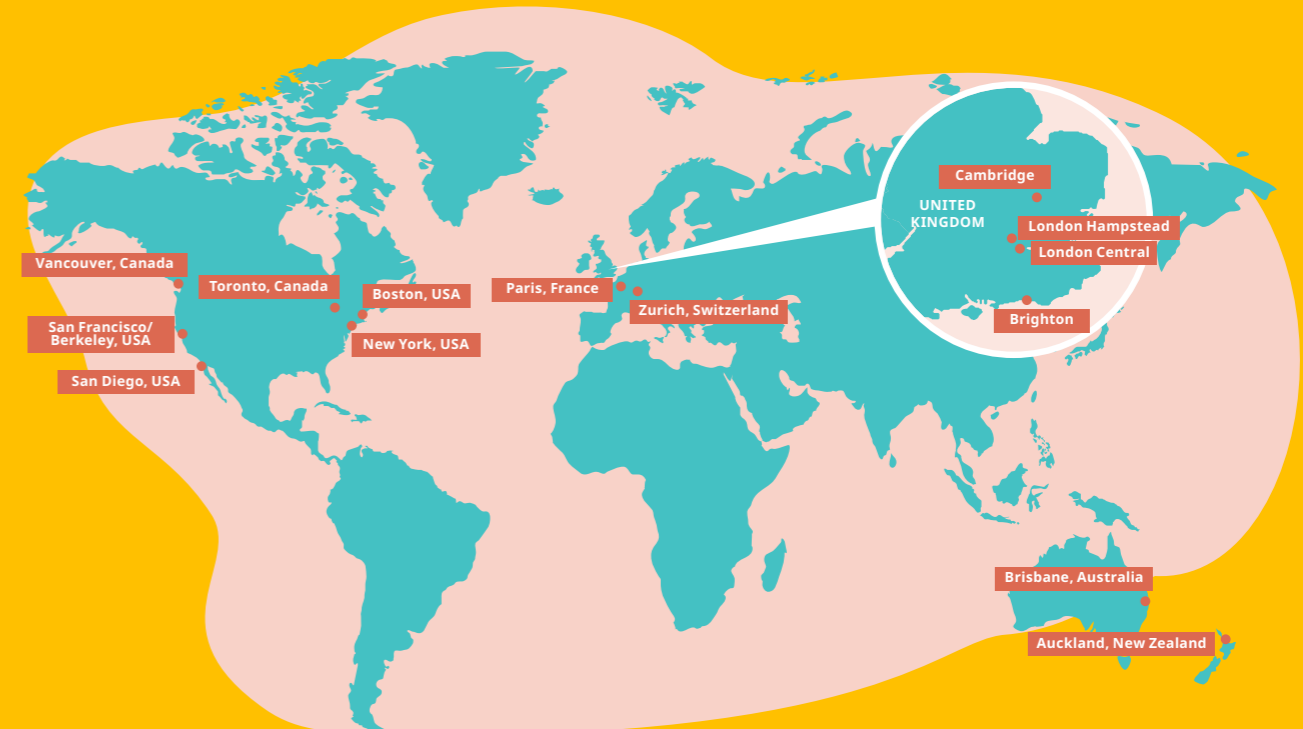 Cambridge
UNITED
KINGDOM
London Hampstead
London Central
Vancouver, Canada
Toronto, Canada
Boston, USA
Paris, France
Zurich, Switzerland
Brighton
San Francisco/
Berkeley, USA
New York, USA
San Diego, USA
Brisbane, Australia
Auckland, New Zealand